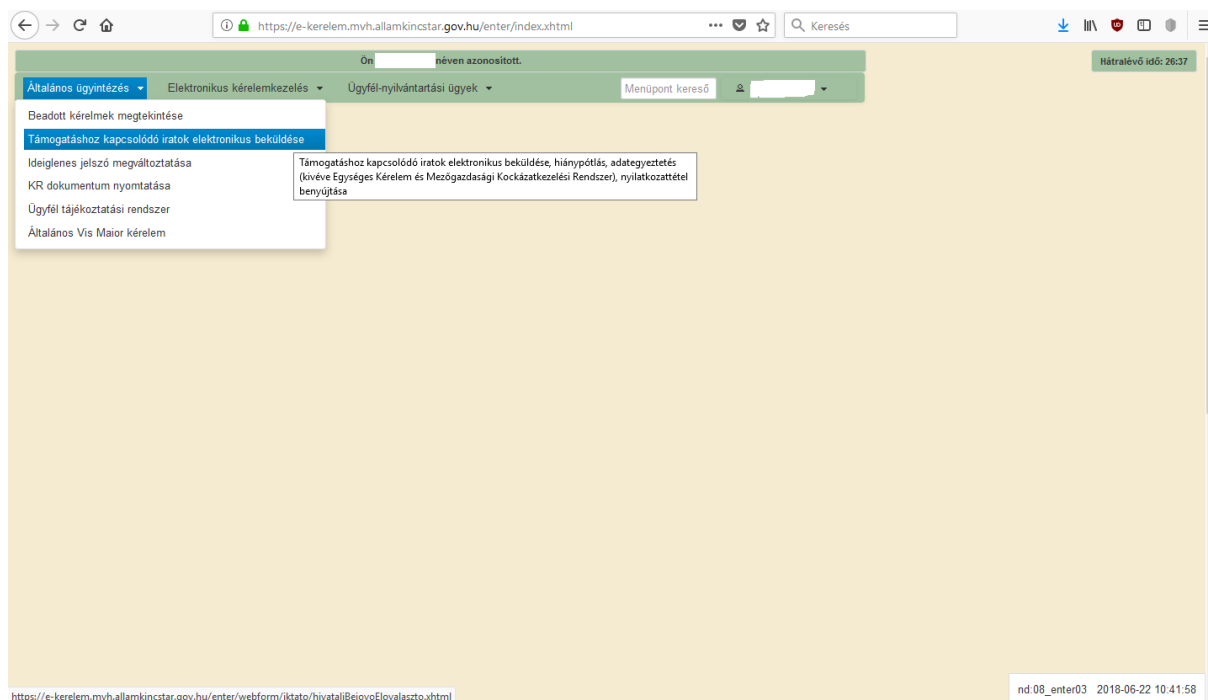 https://e-kerelem.mvh.allamkincstar.gov.hu/enter/index.xhtml
Keresés
Ön néven azonosított.
Hátralévő idő: 26:37
Általános ügyintézés
Elektronikus kérelemkezelés
Ügyfél-nyilvántartási ügyek
Menüpont kereső
Beadott kérelmek megtekintése
Támogatáshoz kapcsolódó iratok elektronikus beküldése
Ideiglenes jelszó megváltoztatása
KR dokumentum nyomtatása
Ügyfél tájékoztatási rendszer
Általános Vis Maior kérelem
Támogatáshoz kapcsolódó iratok elektronikus beküldése, hiánypótlás, adategyeztetés
(kivéve Egységes Kérelem és Mezőgazdasági Kockázatkezelési Rendszer), nyilatkozattétel
benyújtása
https://e-kerelem.mvh.allamkincstar.gov.hu/enter/webform/iktato/hivataliBejovoElovalaszto.xhtml
nd:08_enter03 2018-06-22 10:41:58